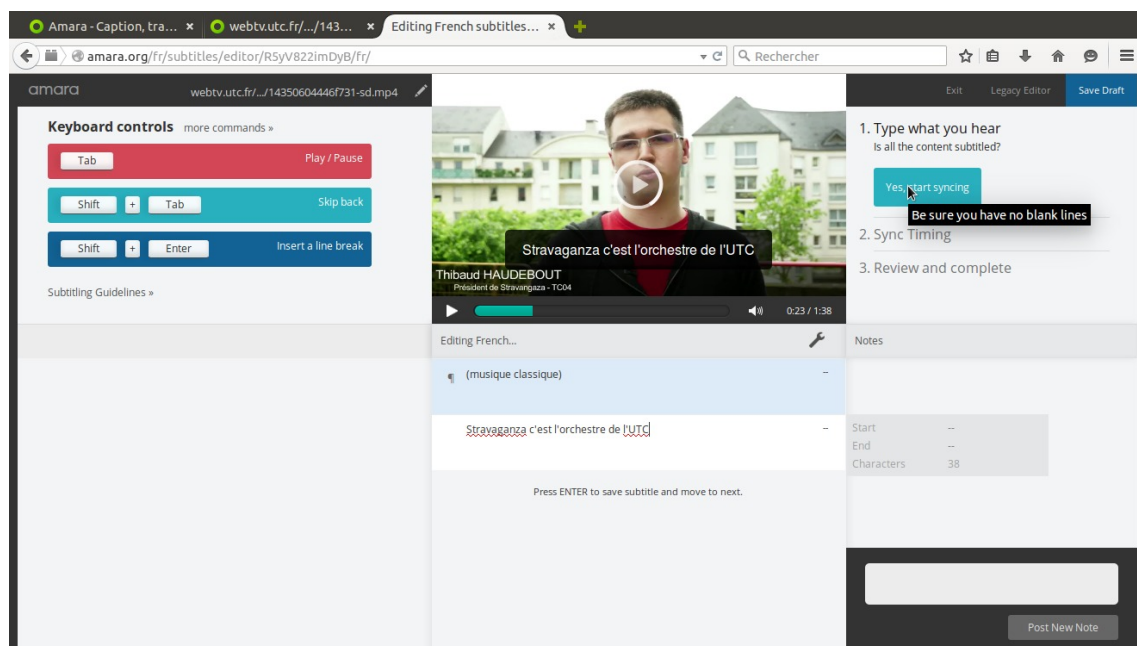 Amara - Caption, tra... ×
webtv.utc.fr/.../143... ×
Editing French subtitles... ×
amara.org/fr/subtitles/editor/R5yV822imDyB/fr/
Rechercher
amara
webtv.utc.fr/.../14350604446f731-sd.mp4
Exit
Legacy Editor
Save Draft
Keyboard controls more commands »
Tab Play / Pause
Shift + Tab Skip back
Shift + Enter Insert a line break
Subtitling Guidelines »
Stravaganza c'est l'orchestre de l'UTC
Thibaud HAUDEBOUT
Président de Stravangaza - TC04
0:23 / 1:38
1. Type what you hear
Is all the content subtitled?
Yes, start syncing
Be sure you have no blank lines
2. Sync Timing
3. Review and complete
Editing French...
Notes
¶ (musique classique) --
Stravaganza c'est l'orchestre de l'UTC --
Press ENTER to save subtitle and move to next.
Start --
End --
Characters 38
Post New Note